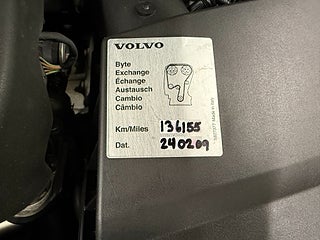 VOLVO
Byte
Exchange
Échange
Austausch
Cambio
Câmbio
Km/Miles 136155
Dat. 240209